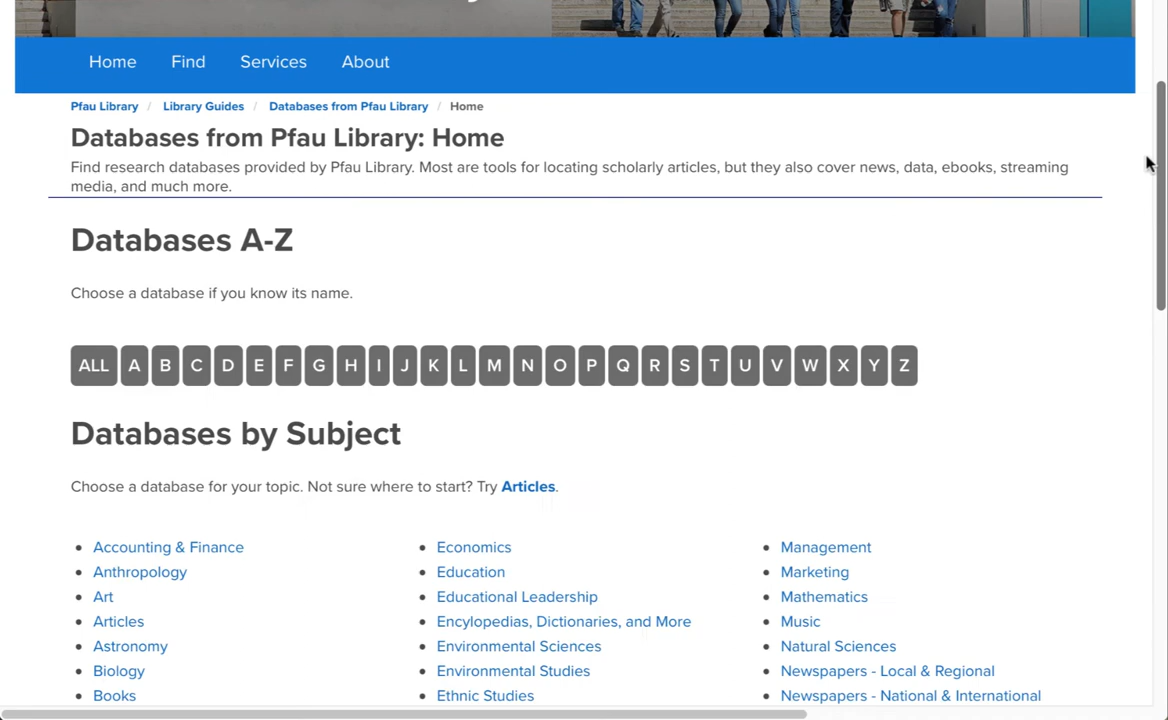 Home Find Services About
Pfau Library / Library Guides / Databases from Pfau Library / Home
Databases from Pfau Library: Home
Find research databases provided by Pfau Library. Most are tools for locating scholarly articles, but they also cover news, data, ebooks, streaming
media, and much more.
Databases A-Z
Choose a database if you know its name.
ALL A B C D E F G H I J K L M N O P Q R S T U V W X Y Z
Databases by Subject
Choose a database for your topic. Not sure where to start? Try Articles.
Accounting & Finance
Anthropology
Art
Articles
Astronomy
Biology
Books
Economics
Education
Educational Leadership
Encylopedias, Dictionaries, and More
Environmental Sciences
Environmental Studies
Ethnic Studies
Management
Marketing
Mathematics
Music
Natural Sciences
Newspapers - Local & Regional
Newspapers - National & International